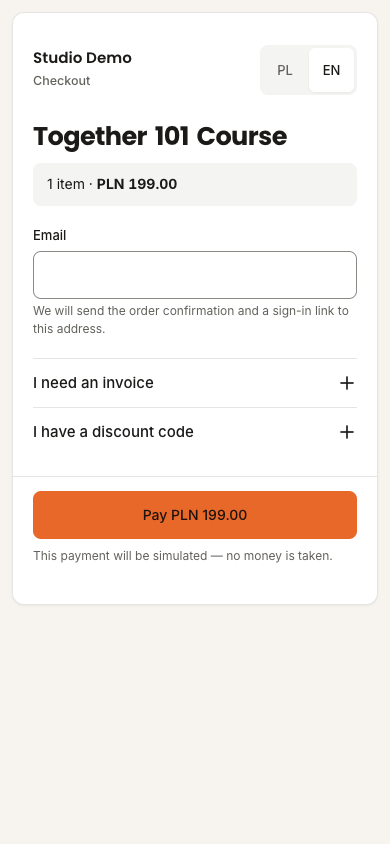 Studio Demo
Checkout
PL
EN
Together 101 Course
1 item · PLN 199.00
Email
We will send the order confirmation and a sign-in link to
this address.
I need an invoice
I have a discount code
Pay PLN 199.00
This payment will be simulated — no money is taken.